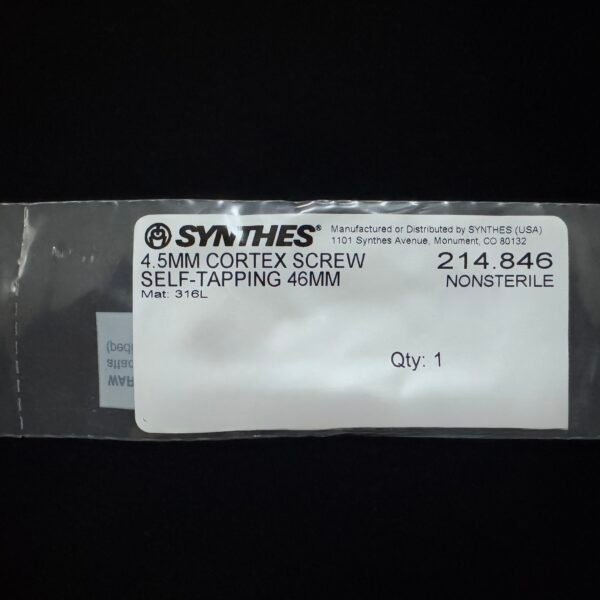 SYNTHES®
Manufactured or Distributed by SYNTHES (USA)
1101 Synthes Avenue, Monument, CO 80132
4.5MM CORTEX SCREW
214.846
SELF-TAPPING 46MM
NONSTERILE
Mat: 316L
Qty: 1